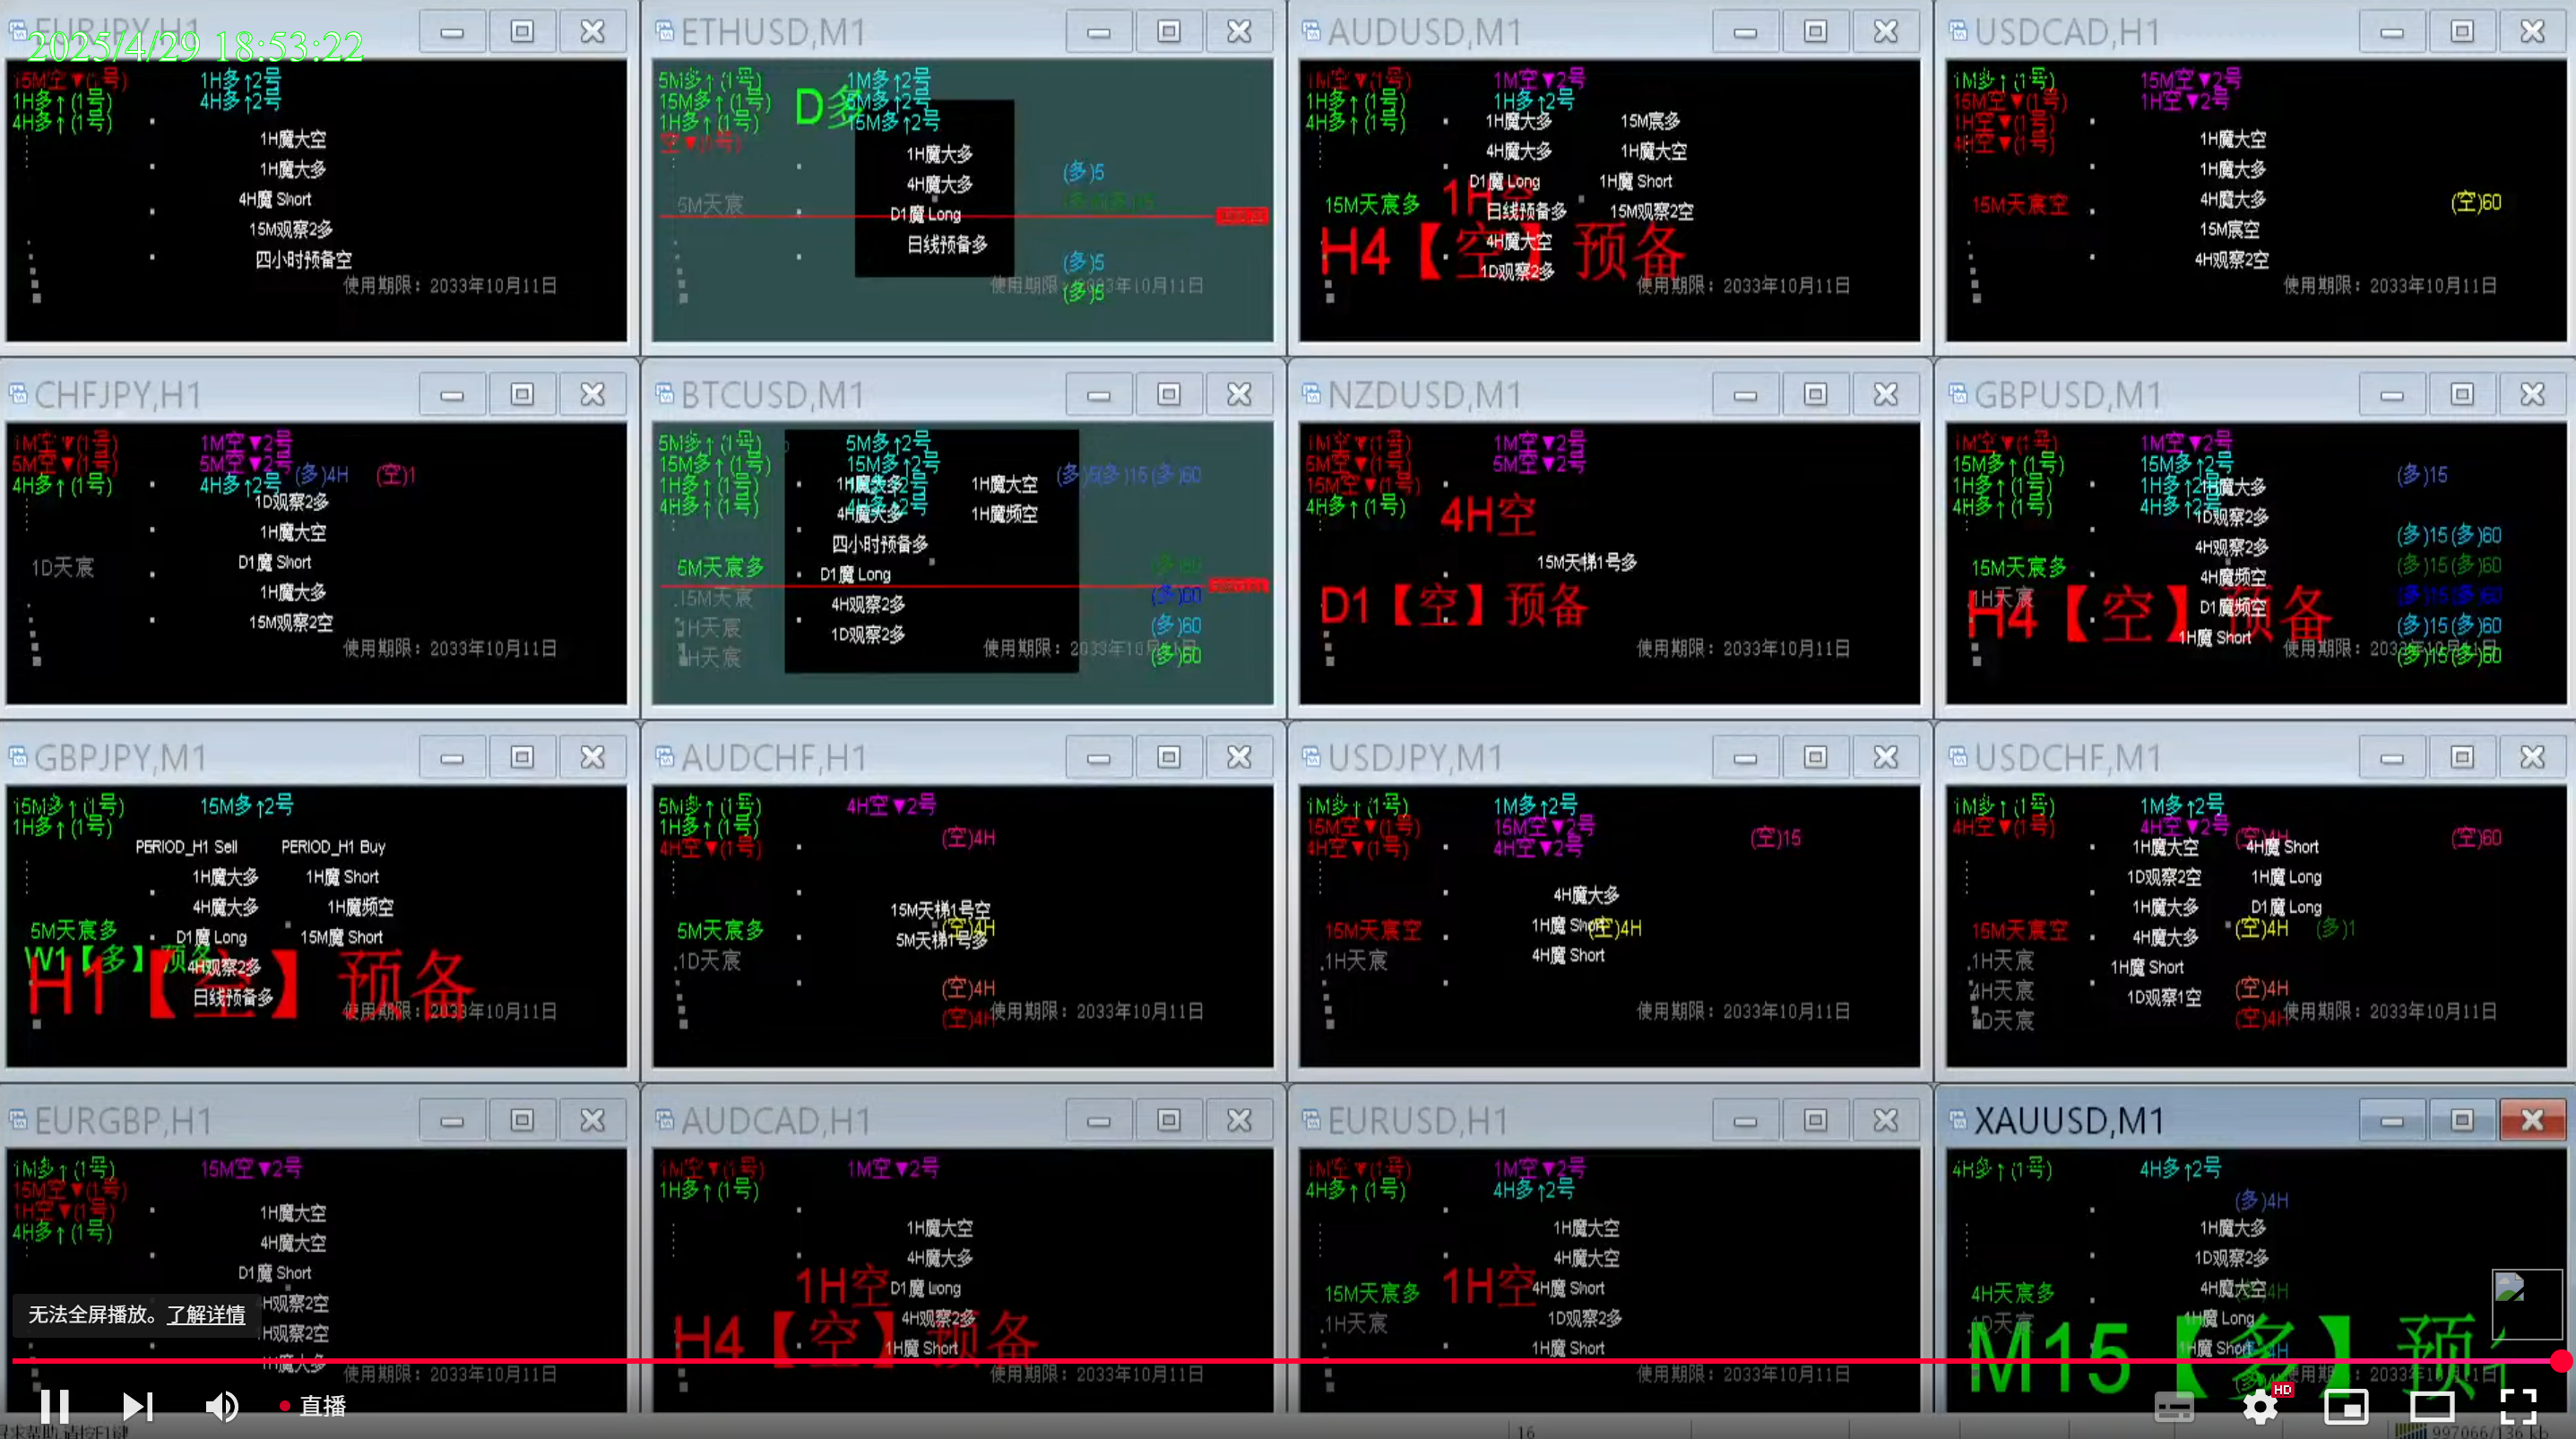 EURJPY,H1
2025/4/29 18:53:22
15M空▼(1号) 1H多↑2号
1H多↑(1号) 4H多↑2号
4H多↑(1号)
1H魔大空
1H魔大多
4H魔 Short
15M观察2多
四小时预备空
使用期限：2033年10月11日
ETHUSD,M1
5M多↑(1号) 1M多↑2号
15M多↑(1号) D多 5M多↑2号
1H多↑(1号) 15M多↑2号
空▼(1号)
1H魔大多
(多)5
4H魔大多
5M天宸
D1魔 Long
日线预备多
(多)5
使用期限：2033年10月11日
(多)5
AUDUSD,M1
1M空▼(1号) 1M空▼2号
1H多↑(1号) 1H多↑2号
4H多↑(1号) 1H魔大多 15M宸多
4H魔大多 1H魔大空
D1魔 Long 1H魔 Short
15M天宸多 1H空 日线预备多 15M观察2空
H4【空】预备
4H魔大空
1D观察2多
使用期限：2033年10月11日
USDCAD,H1
1M多↑(1号) 15M空▼2号
15M空▼(1号) 1H空▼2号
1H空▼(1号)
4H空▼(1号)
1H魔大空
1H魔大多
15M天宸空 4H魔大多 (空)60
15M宸空
4H观察2空
使用期限：2033年10月11日
CHFJPY,H1
1M空▼(1号) 1M空▼2号
5M空▼(1号) 5M空▼2号 (多)4H (空)1
4H多↑(1号) 4H多↑2号
1D观察2多
1H魔大空
1D天宸 D1魔 Short
1H魔大多
15M观察2空
使用期限：2033年10月11日
BTCUSD,M1
5M多↑(1号) 5M多↑2号
15M多↑(1号) 15M多↑2号 (多)5(多)15(多)60
1H多↑(1号) 1H魔大多 1H魔大空
4H多↑(1号) 4H魔大多 1H魔频空
四小时预备多
5M天宸多 D1魔 Long
15M天宸 4H观察2多 (多)60
1H天宸 1D观察2多 (多)60
使用期限：2033年10月11日
(多)60
NZDUSD,M1
1M空▼(1号) 1M空▼2号
5M空▼(1号) 5M空▼2号
15M空▼(1号)
4H多↑(1号) 4H空
15M天梯1号多
D1【空】预备
使用期限：2033年10月11日
GBPUSD,M1
1M空▼(1号) 1M空▼2号
15M多↑(1号) 15M多↑2号 (多)15
1H多↑(1号) 1H多↑2号 1H魔大多
4H多↑(1号) 4H多↑2号 1D观察2多
4H观察2多 (多)15(多)60
15M天宸多 4H魔频空 (多)15(多)60
1H天宸 D1魔频空 (多)15(多)60
H4【空】预备
1H魔 Short (多)15(多)60
使用期限：2033年10月11日
(多)15(多)60
GBPJPY,M1
15M多↑(1号) 15M多↑2号
1H多↑(1号)
PERIOD_H1 Sell PERIOD_H1 Buy
1H魔大多 1H魔 Short
4H魔大多 1H魔频空
5M天宸多 D1魔 Long 15M魔 Short
W1【多】预备 4H观察2多
H1【空】预备
日线预备多
使用期限：2033年10月11日
AUDCHF,H1
5M多↑(1号) 4H空▼2号
1H多↑(1号) (空)4H
4H空▼(1号)
15M天梯1号空
5M天宸多 (空)4H
5M天梯1号多
1D天宸
(空)4H
(空)4H
使用期限：2033年10月11日
USDJPY,M1
1M多↑(1号) 1M多↑2号
15M空▼(1号) 15M空▼2号 (空)15
4H空▼(1号) 4H空▼2号
4H魔大多
15M天宸空 1H魔 Short (空)4H
1H天宸 4H魔 Short
使用期限：2033年10月11日
USDCHF,M1
1M多↑(1号) 1M多↑2号
4H空▼(1号) 4H空▼2号 (空)4H (空)60
1H魔大空 4H魔 Short
1D观察2空 1H魔 Long
1H魔大多 D1魔 Long
15M天宸空 4H魔大多 (空)4H (多)1
1H天宸 1H魔 Short
4H天宸 1D观察1空 (空)4H
1D天宸 (空)4H
使用期限：2033年10月11日
EURGBP,H1
1M多↑(1号) 15M空▼2号
15M空▼(1号)
1H空▼(1号) 1H魔大空
4H多↑(1号) 4H魔大空
D1魔 Short
4H观察2空
1H观察2空
1H魔大多
使用期限：2033年10月11日
AUDCAD,H1
1M空▼(1号) 1M空▼2号
1H多↑(1号)
1H魔大空
4H魔大多
1H空 D1魔 Long
4H观察2多
H4【空】预备
1H魔 Short
使用期限：2033年10月11日
EURUSD,H1
1M空▼(1号) 1M空▼2号
4H多↑(1号) 4H多↑2号
1H魔大空
4H魔大空
15M天宸多 1H空 4H魔 Short
1H天宸 1D观察2多
1H魔 Short
使用期限：2033年10月11日
XAUUSD,M1
4H多↑(1号) 4H多↑2号
(多)4H
1H魔大多
1D观察2多
4H天宸多 4H魔大空
1D天宸 1H魔 Long
M15【多】预
1H魔 Short
无法全屏播放。了解详情
直播
HD
16
997066/136 kb